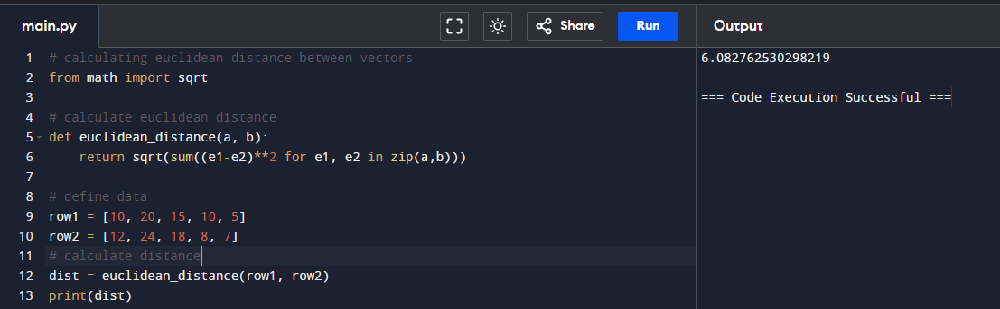 main.py
Share
Run
Output
1 # calculating euclidean distance between vectors
2 from math import sqrt
3
4 # calculate euclidean distance
5 def euclidean_distance(a, b):
6     return sqrt(sum((e1-e2)**2 for e1, e2 in zip(a,b)))
7
8 # define data
9 row1 = [10, 20, 15, 10, 5]
10 row2 = [12, 24, 18, 8, 7]
11 # calculate distance
12 dist = euclidean_distance(row1, row2)
13 print(dist)
6.082762530298219
=== Code Execution Successful ===